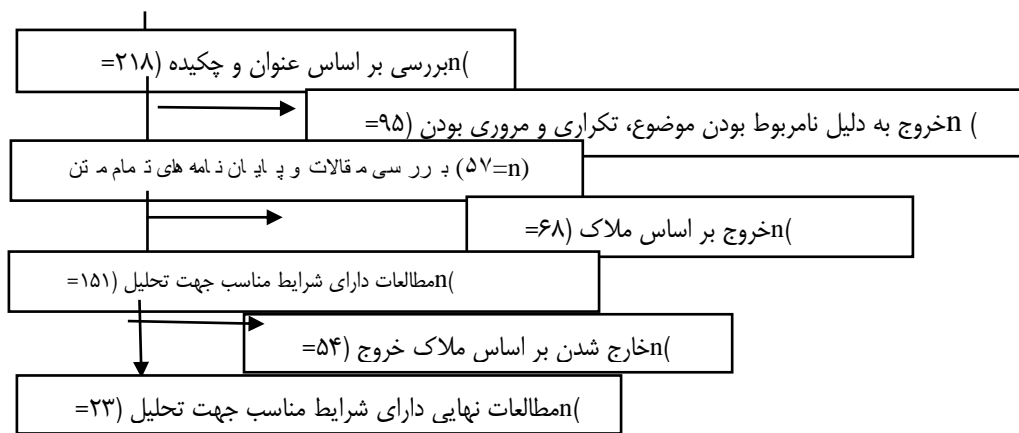 بررسی بر اساس عنوان و چکیده (n=۲۱۸)
خروج به دلیل نامربوط بودن موضوع، تکراری و مروری بودن (n=۹۵)
بررسی مقالات و پایان نامه های تمام متن (n=۵۷)
خروج بر اساس ملاک (n=۶۸)
مطالعات دارای شرایط مناسب جهت تحلیل (n=۱۵۱)
خارج شدن بر اساس ملاک خروج (n=۵۴)
مطالعات نهایی دارای شرایط مناسب جهت تحلیل (n=۲۳)